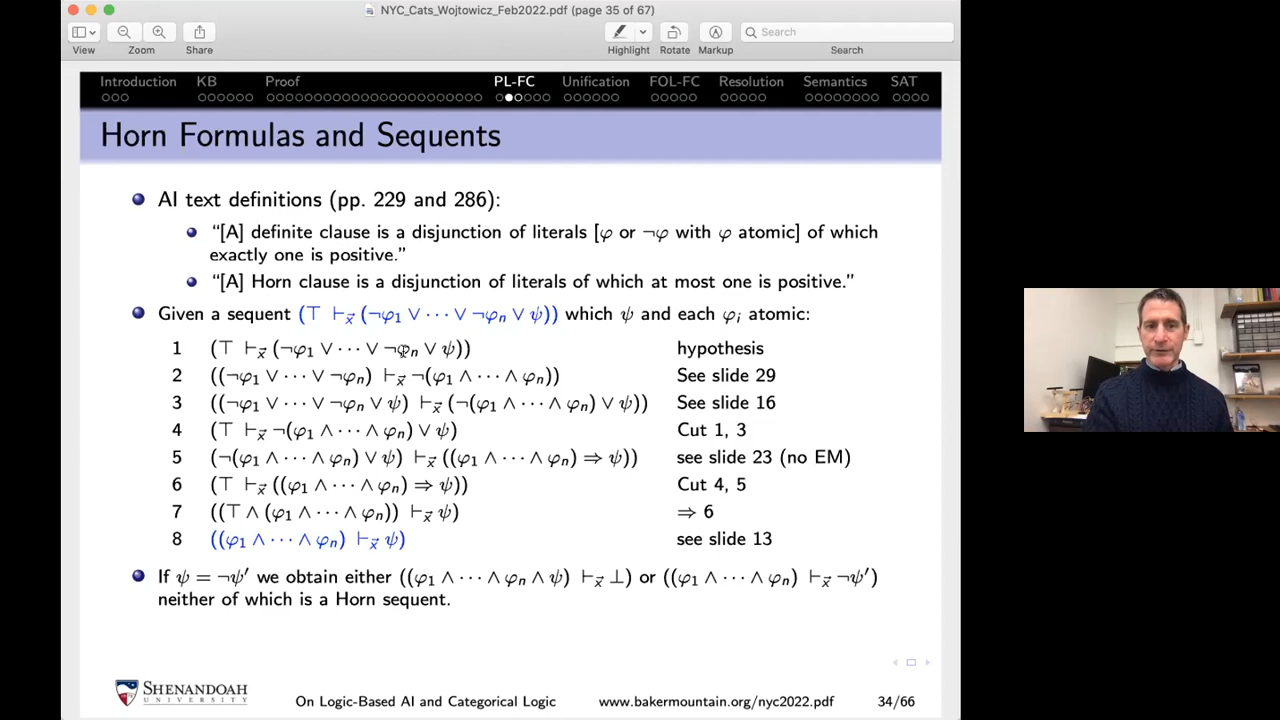 NYC_Cats_Wojtowicz_Feb2022.pdf (page 35 of 67)
View Zoom Share Highlight Rotate Markup Search
Search
Introduction KB Proof PL-FC Unification FOL-FC Resolution Semantics SAT
Horn Formulas and Sequents
AI text definitions (pp. 229 and 286):
"[A] definite clause is a disjunction of literals [φ or ¬φ with φ atomic] of which
exactly one is positive."
"[A] Horn clause is a disjunction of literals of which at most one is positive."
Given a sequent (⊤ ⊢x⃗ (¬φ1 ∨ ··· ∨ ¬φn ∨ ψ)) which ψ and each φi atomic:
1 (⊤ ⊢x⃗ (¬φ1 ∨ ··· ∨ ¬φn ∨ ψ)) hypothesis
2 ((¬φ1 ∨ ··· ∨ ¬φn) ⊢x⃗ ¬(φ1 ∧ ··· ∧ φn)) See slide 29
3 ((¬φ1 ∨ ··· ∨ ¬φn ∨ ψ) ⊢x⃗ (¬(φ1 ∧ ··· ∧ φn) ∨ ψ)) See slide 16
4 (⊤ ⊢x⃗ ¬(φ1 ∧ ··· ∧ φn) ∨ ψ) Cut 1, 3
5 (¬(φ1 ∧ ··· ∧ φn) ∨ ψ) ⊢x⃗ ((φ1 ∧ ··· ∧ φn) ⇒ ψ)) see slide 23 (no EM)
6 (⊤ ⊢x⃗ ((φ1 ∧ ··· ∧ φn) ⇒ ψ)) Cut 4, 5
7 ((⊤ ∧ (φ1 ∧ ··· ∧ φn)) ⊢x⃗ ψ) ⇒ 6
8 ((φ1 ∧ ··· ∧ φn) ⊢x⃗ ψ) see slide 13
If ψ = ¬ψ′ we obtain either ((φ1 ∧ ··· ∧ φn ∧ ψ) ⊢x⃗ ⊥) or ((φ1 ∧ ··· ∧ φn) ⊢x⃗ ¬ψ′)
neither of which is a Horn sequent.
SHENANDOAH
UNIVERSITY
On Logic-Based AI and Categorical Logic www.bakermountain.org/nyc2022.pdf 34/66